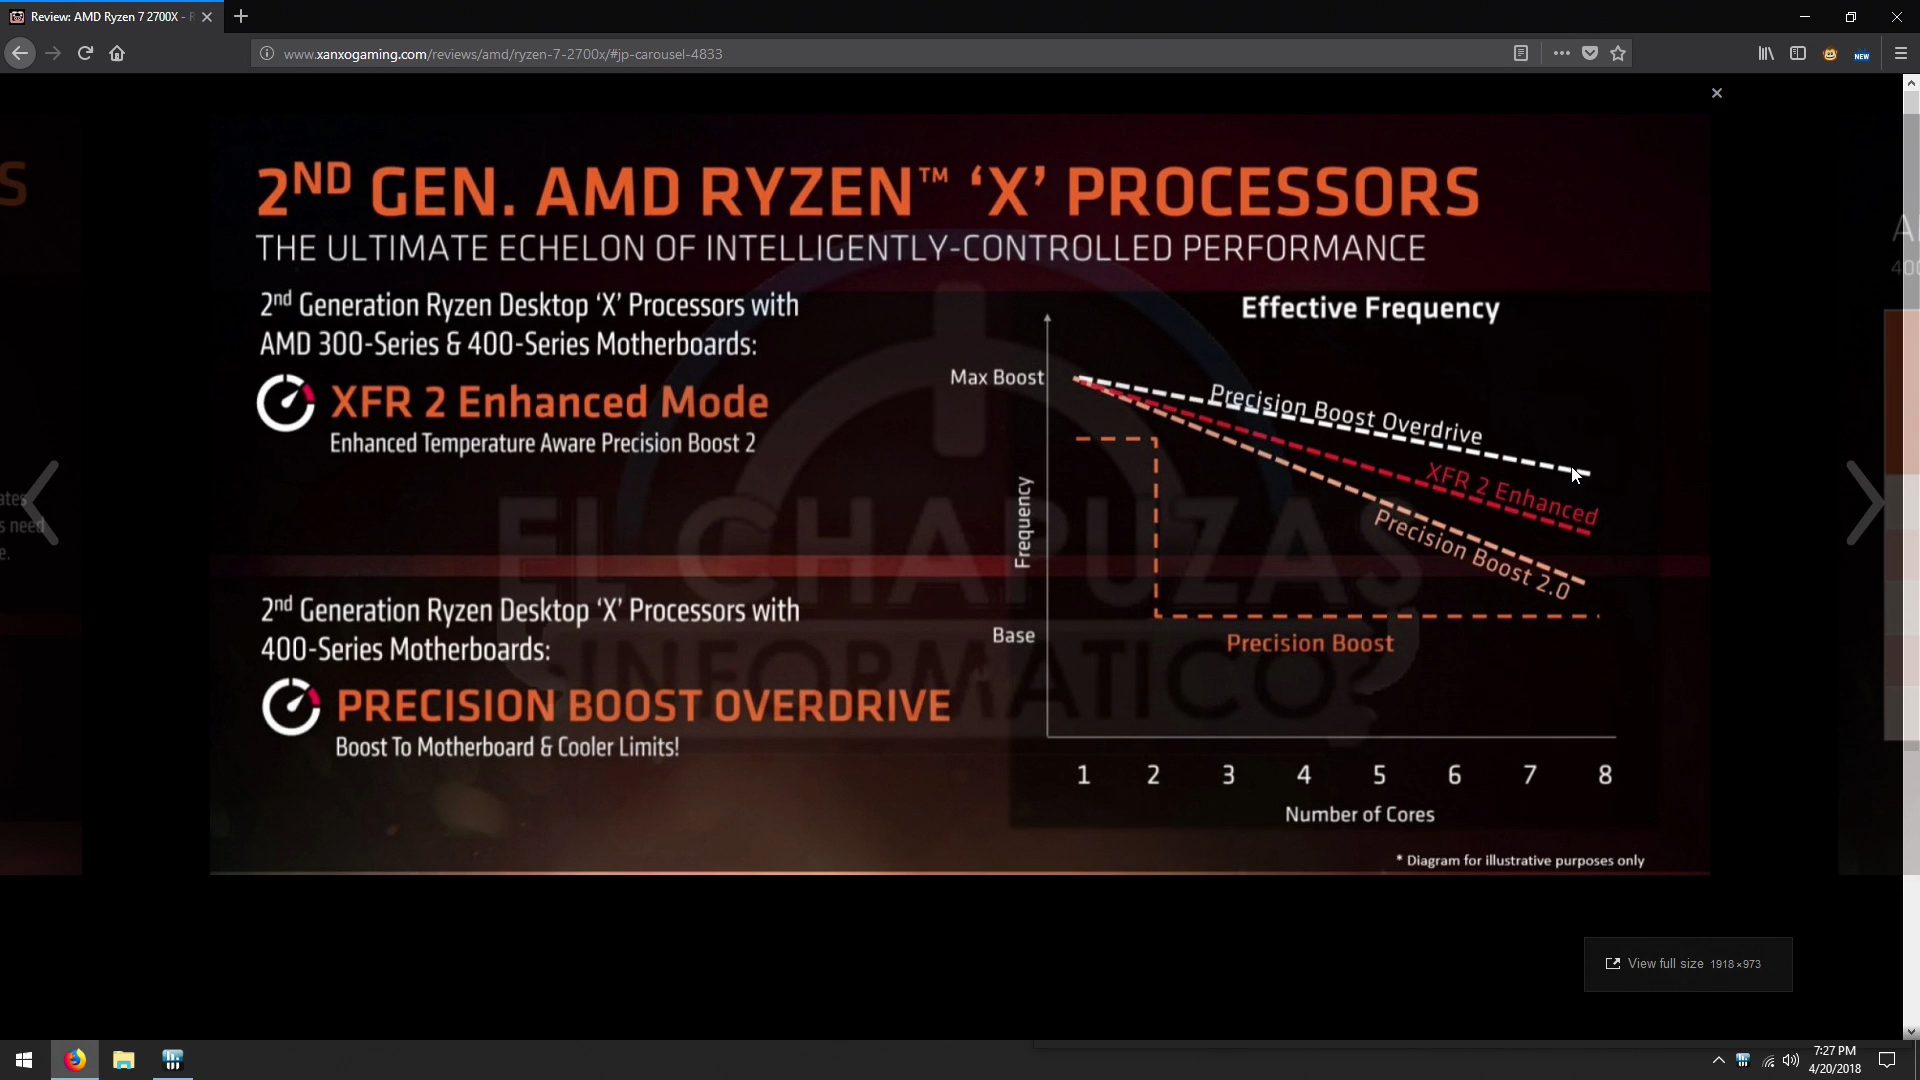 Review: AMD Ryzen 7 2700X -
www.xanxogaming.com/reviews/amd/ryzen-7-2700x/#jp-carousel-4833
NEW
2ND GEN. AMD RYZEN™ ‘X’ PROCESSORS
THE ULTIMATE ECHELON OF INTELLIGENTLY-CONTROLLED PERFORMANCE
2nd Generation Ryzen Desktop ‘X’ Processors with
AMD 300-Series & 400-Series Motherboards:
XFR 2 Enhanced Mode
Enhanced Temperature Aware Precision Boost 2
2nd Generation Ryzen Desktop ‘X’ Processors with
400-Series Motherboards:
PRECISION BOOST OVERDRIVE
Boost To Motherboard & Cooler Limits!
Effective Frequency
Max Boost
Precision Boost Overdrive
XFR 2 Enhanced
Precision Boost 2.0
Frequency
Base
Precision Boost
1 2 3 4 5 6 7 8
Number of Cores
* Diagram for illustrative purposes only
EL CHAPUZAS
INFORMATICO
need
View full size 1918×973
7:27 PM
4/20/2018